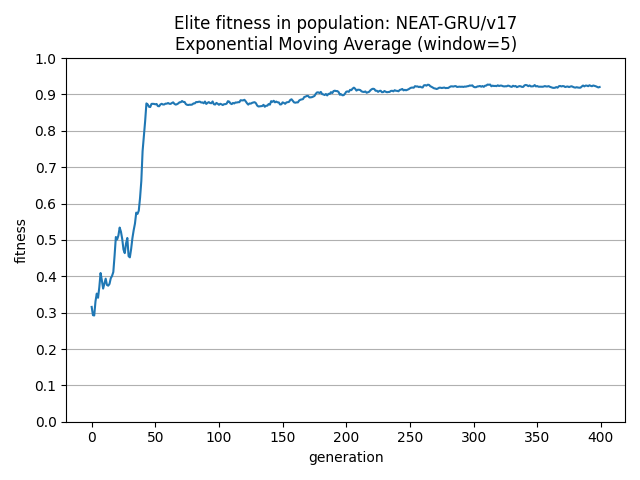 Elite fitness in population: NEAT-GRU/v17
Exponential Moving Average (window=5)
1.0
0.9
0.8
0.7
0.6
0.5
0.4
0.3
0.2
0.1
0.0
fitness
0 50 100 150 200 250 300 350 400
generation